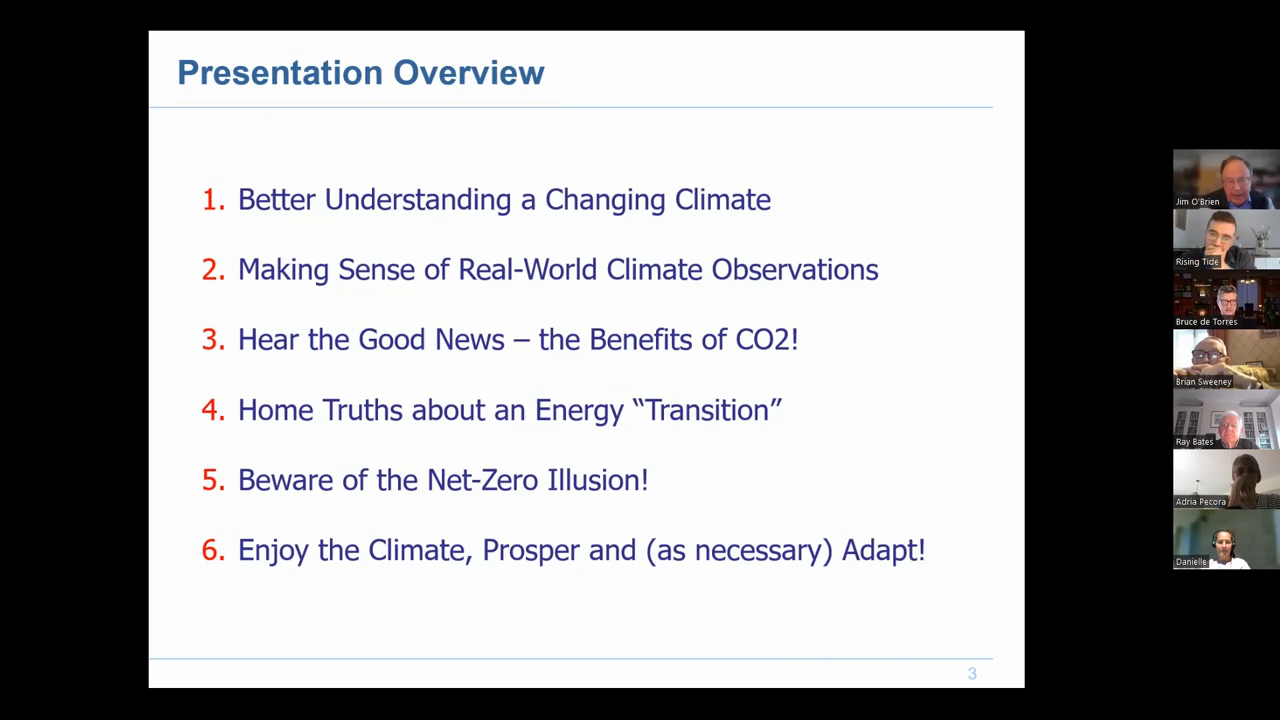 Presentation Overview
1. Better Understanding a Changing Climate
2. Making Sense of Real-World Climate Observations
3. Hear the Good News – the Benefits of CO2!
4. Home Truths about an Energy “Transition”
5. Beware of the Net-Zero Illusion!
6. Enjoy the Climate, Prosper and (as necessary) Adapt!
3
Jim O'Brien
Rising Tide
Bruce de Torres
Brian Sweeney
Ray Bates
Adria Pecora
Danielle